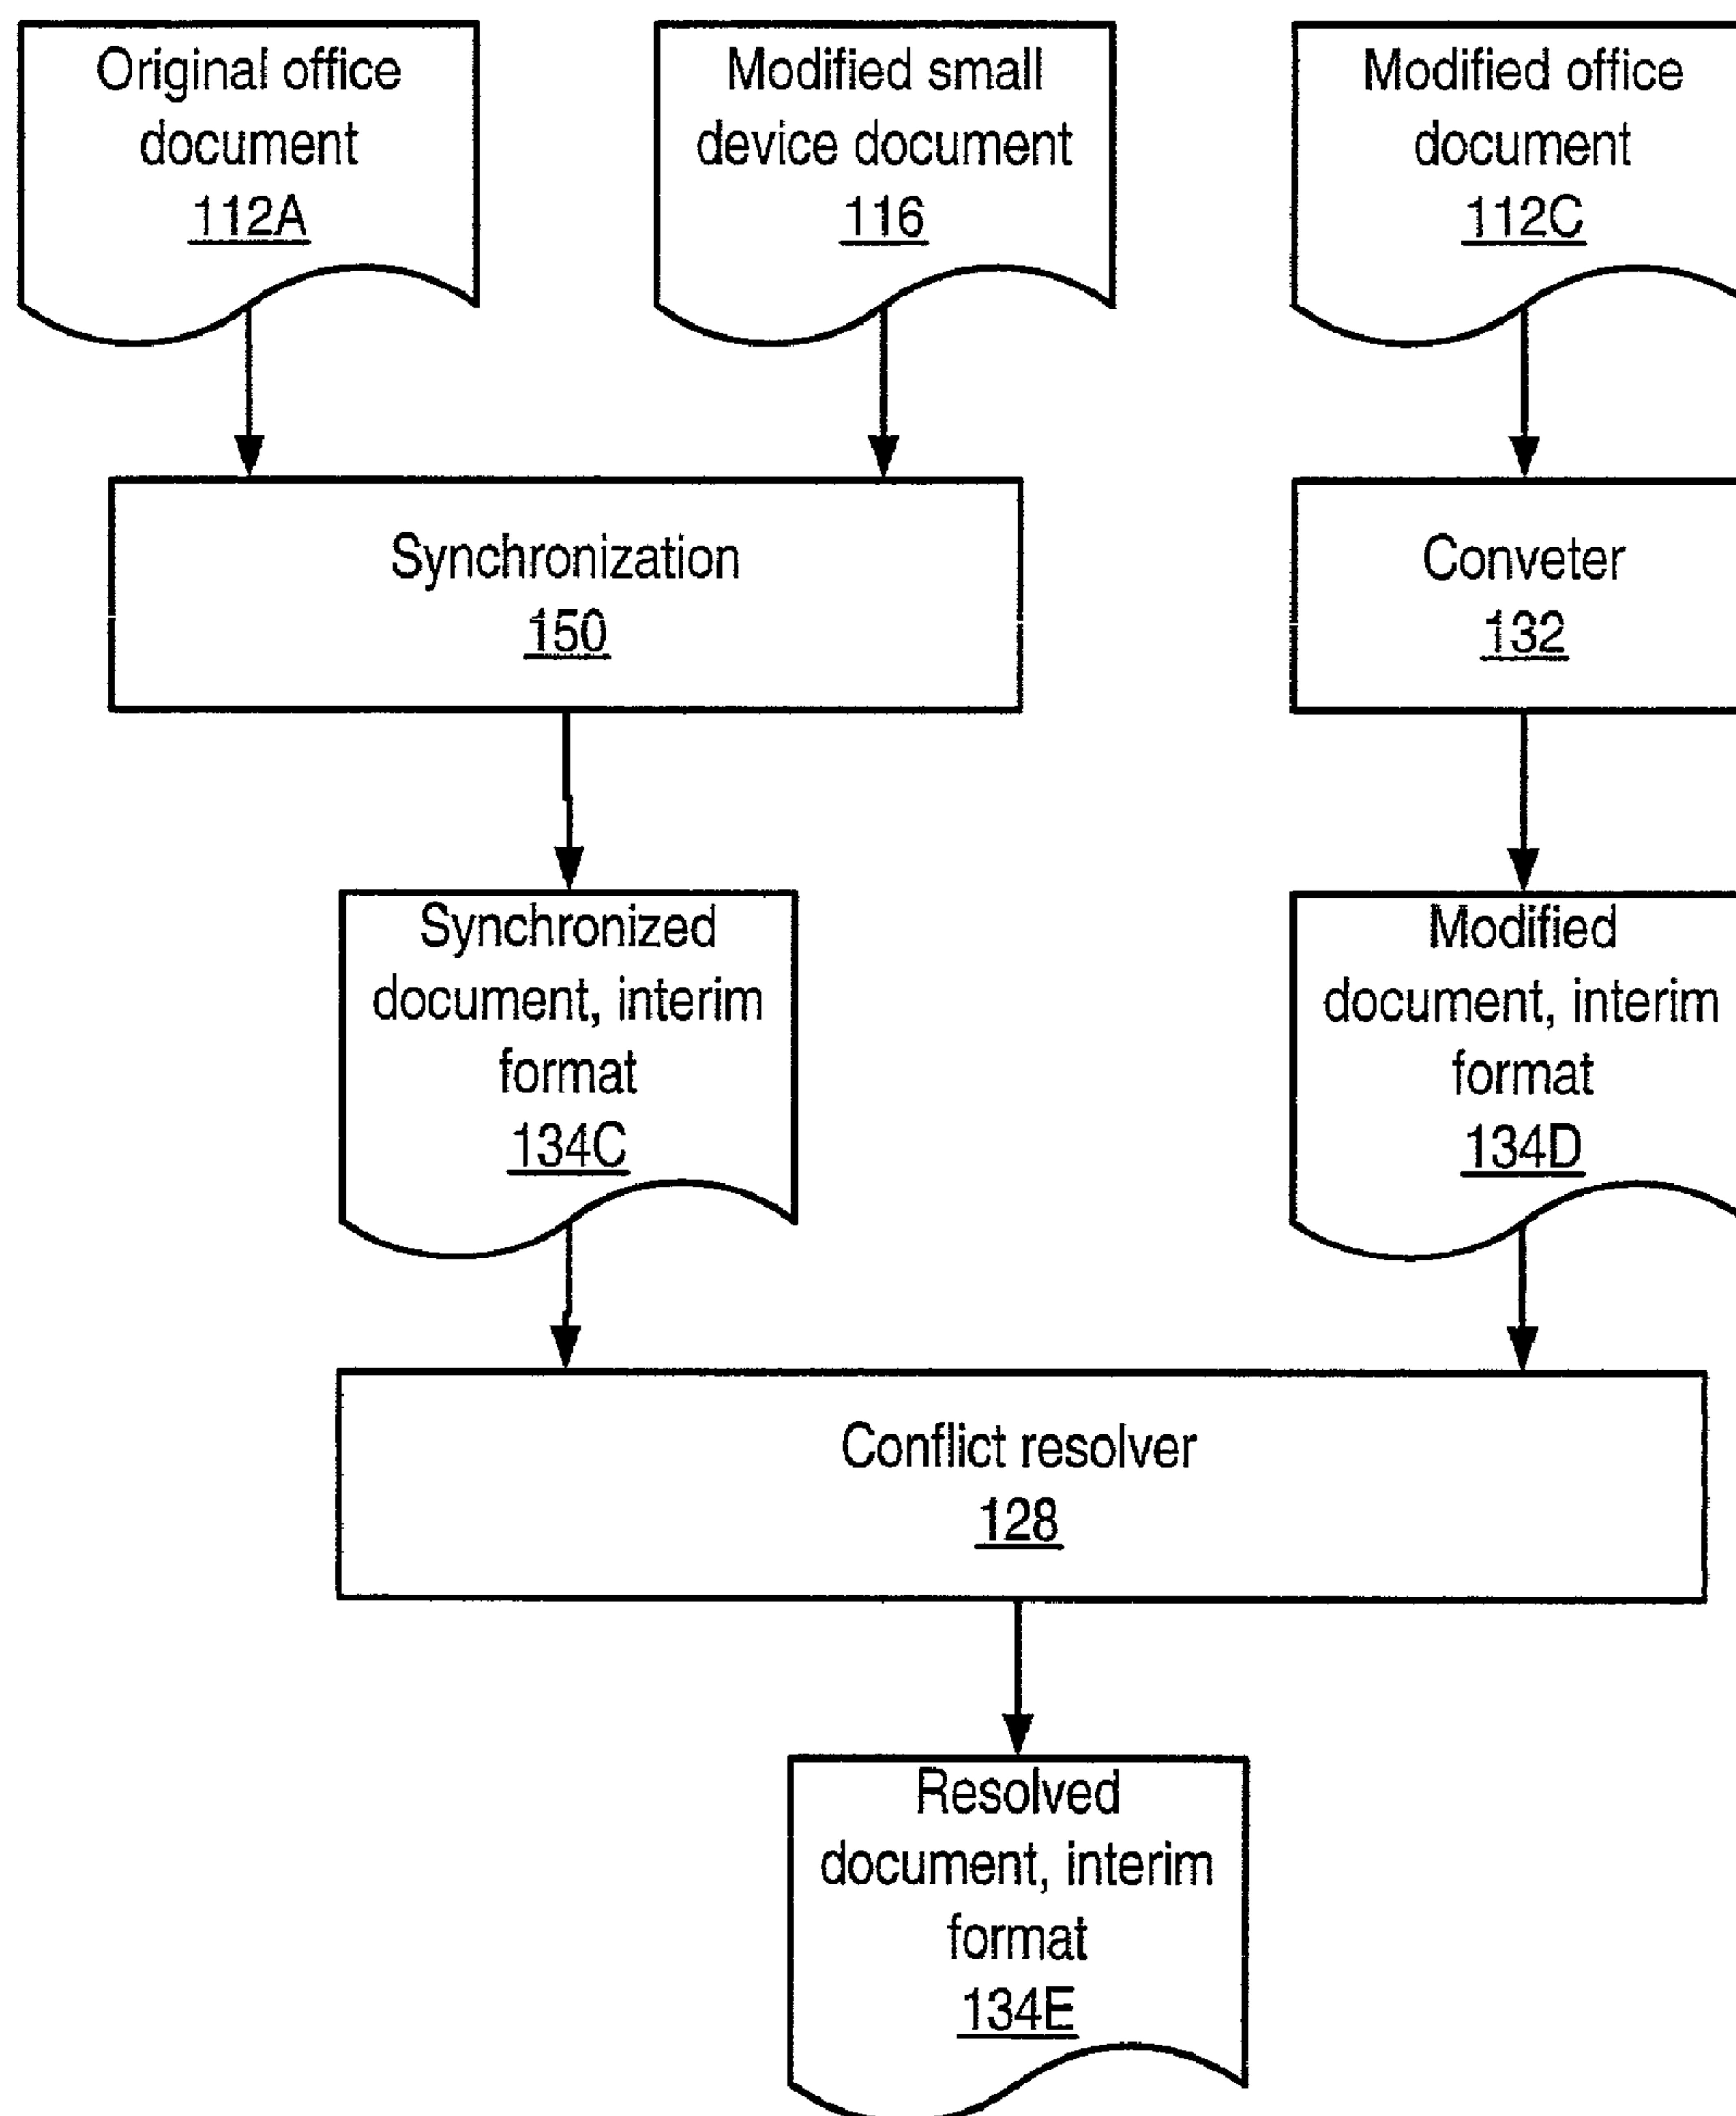 Original office
document
112A
Modified small
device document
116
Modified office
document
112C
Synchronization
150
Conveter
132
Synchronized
document, interim
format
134C
Modified
document, interim
format
134D
Conflict resolver
128
Resolved
document, interim
format
134E